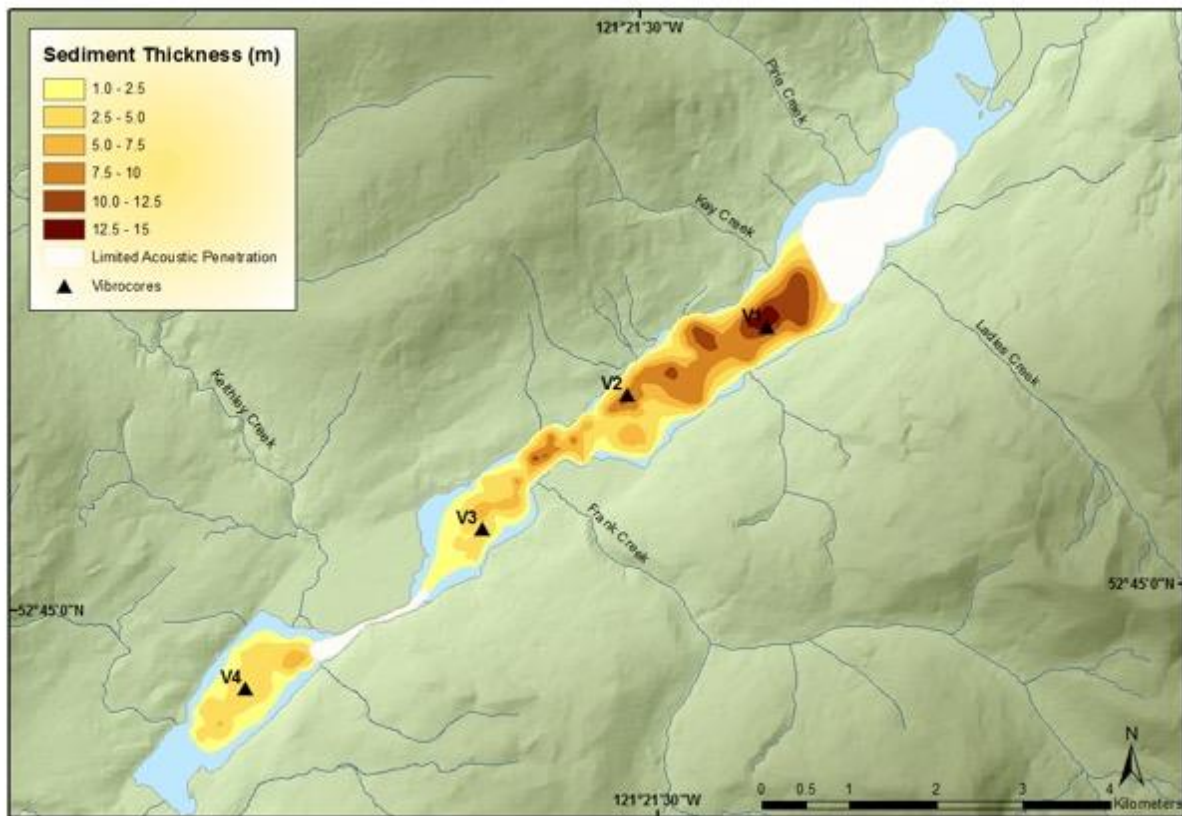 121°21'30"W
Sediment Thickness (m)
1.0 - 2.5
2.5 - 5.0
5.0 - 7.5
7.5 - 10
10.0 - 12.5
12.5 - 15
Limited Acoustic Penetration
Vibrocores
Pine Creek
Kay Creek
V1
Ladies Creek
V2
Keithley Creek
V3
Frank Creek
52°45'0"N
52°45'0"N
V4
N
121°21'30"W
0 0.5 1 2 3 4
Kilometers